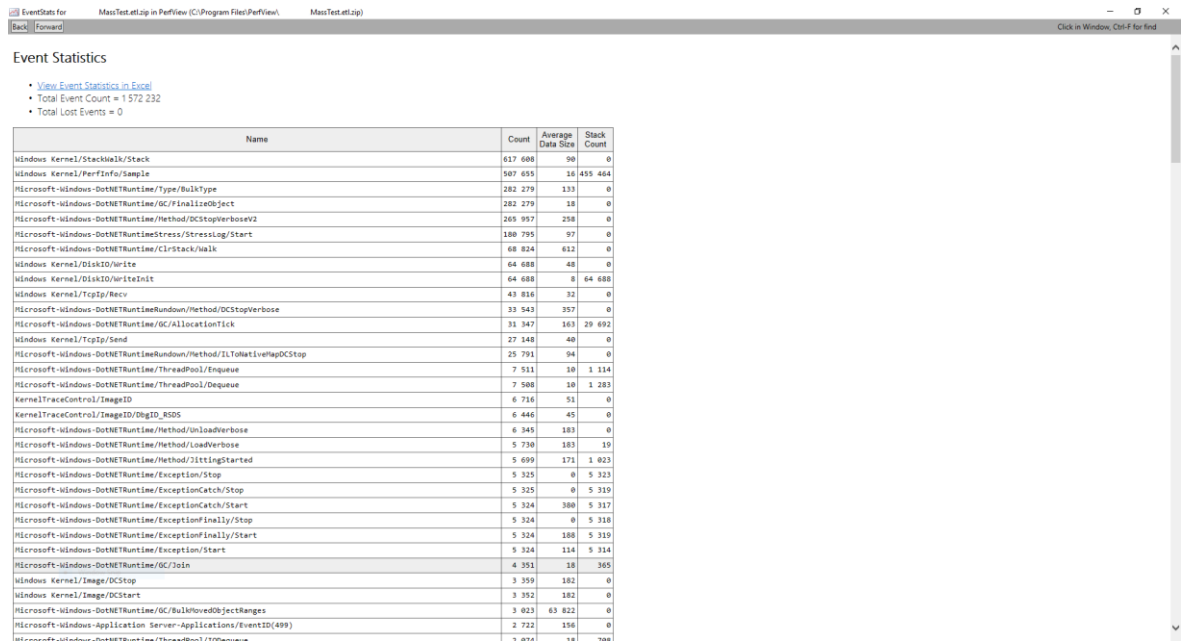 EventStats for MassTest.etl.zip in PerfView (C:\Program Files\PerfView\ MassTest.etl.zip)
Back Forward Click in Window, Ctrl-F for find
Event Statistics
• View Event Statistics in Excel
• Total Event Count = 1 572 232
• Total Lost Events = 0
Name Count Average Data Size Stack Count
Windows Kernel/StackWalk/Stack 617 608 90 0
Windows Kernel/PerfInfo/Sample 507 655 16 455 464
Microsoft-Windows-DotNETRuntime/Type/BulkType 282 279 133 0
Microsoft-Windows-DotNETRuntime/GC/FinalizeObject 282 279 18 0
Microsoft-Windows-DotNETRuntime/Method/DCStopVerboseV2 265 957 258 0
Microsoft-Windows-DotNETRuntimeStress/StressLog/Start 180 795 97 0
Microsoft-Windows-DotNETRuntime/ClrStack/Walk 68 824 612 0
Windows Kernel/DiskIO/Write 64 688 48 0
Windows Kernel/DiskIO/WriteInit 64 688 8 64 688
Windows Kernel/TcpIp/Recv 43 816 32 0
Microsoft-Windows-DotNETRuntimeRundown/Method/DCStopVerbose 33 543 357 0
Microsoft-Windows-DotNETRuntime/GC/AllocationTick 31 347 163 29 692
Windows Kernel/TcpIp/Send 27 148 40 0
Microsoft-Windows-DotNETRuntimeRundown/Method/ILToNativeMapDCStop 25 791 94 0
Microsoft-Windows-DotNETRuntime/ThreadPool/Enqueue 7 511 10 1 114
Microsoft-Windows-DotNETRuntime/ThreadPool/Dequeue 7 508 10 1 283
KernelTraceControl/ImageID 6 716 51 0
KernelTraceControl/ImageID/DbgID_RSDS 6 446 45 0
Microsoft-Windows-DotNETRuntime/Method/UnloadVerbose 6 345 183 0
Microsoft-Windows-DotNETRuntime/Method/LoadVerbose 5 730 183 19
Microsoft-Windows-DotNETRuntime/Method/JittingStarted 5 699 171 1 023
Microsoft-Windows-DotNETRuntime/Exception/Stop 5 325 0 5 323
Microsoft-Windows-DotNETRuntime/ExceptionCatch/Stop 5 325 0 5 319
Microsoft-Windows-DotNETRuntime/ExceptionCatch/Start 5 324 380 5 317
Microsoft-Windows-DotNETRuntime/ExceptionFinally/Stop 5 324 0 5 318
Microsoft-Windows-DotNETRuntime/ExceptionFinally/Start 5 324 188 5 319
Microsoft-Windows-DotNETRuntime/Exception/Start 5 324 114 5 314
Microsoft-Windows-DotNETRuntime/GC/Join 4 351 18 365
Windows Kernel/Image/DCStop 3 359 182 0
Windows Kernel/Image/DCStart 3 352 182 0
Microsoft-Windows-DotNETRuntime/GC/BulkMovedObjectRanges 3 023 63 822 0
Microsoft-Windows-Application Server-Applications/EventID(499) 2 722 156 0
Microsoft-Windows-DotNETRuntime/ThreadPool/IODequeue 2 074 18 708